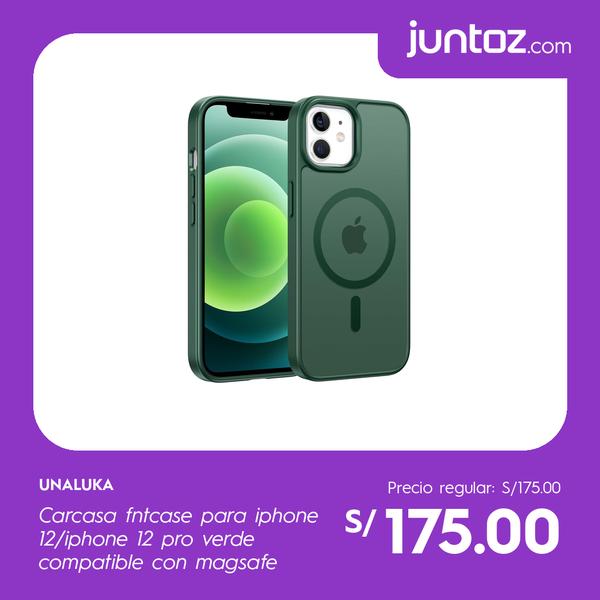 juntoz.com
UNALUKA
Carcasa fntcase para iphone
12/iphone 12 pro verde
compatible con magsafe
Precio regular: S/175.00
S/175.00